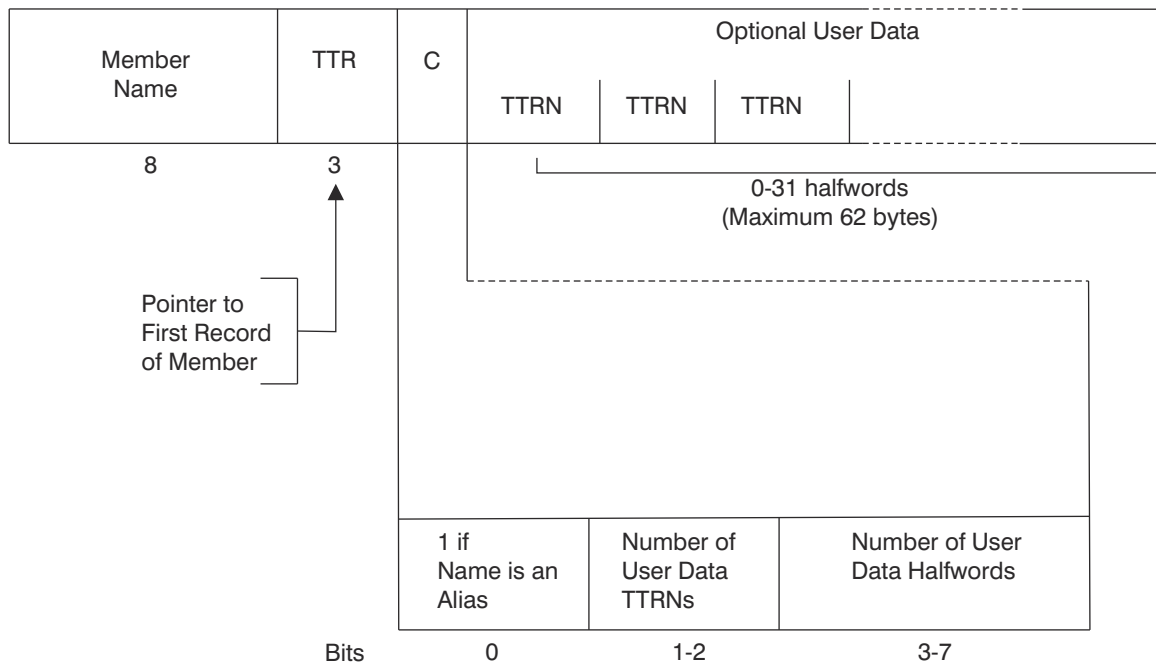 Optional User Data
Member
Name
TTR
C
TTRN
TTRN
TTRN
8
3
0-31 halfwords
(Maximum 62 bytes)
Pointer to
First Record
of Member
1 if
Name is an
Alias
Number of
User Data
TTRNs
Number of User
Data Halfwords
Bits
0
1-2
3-7